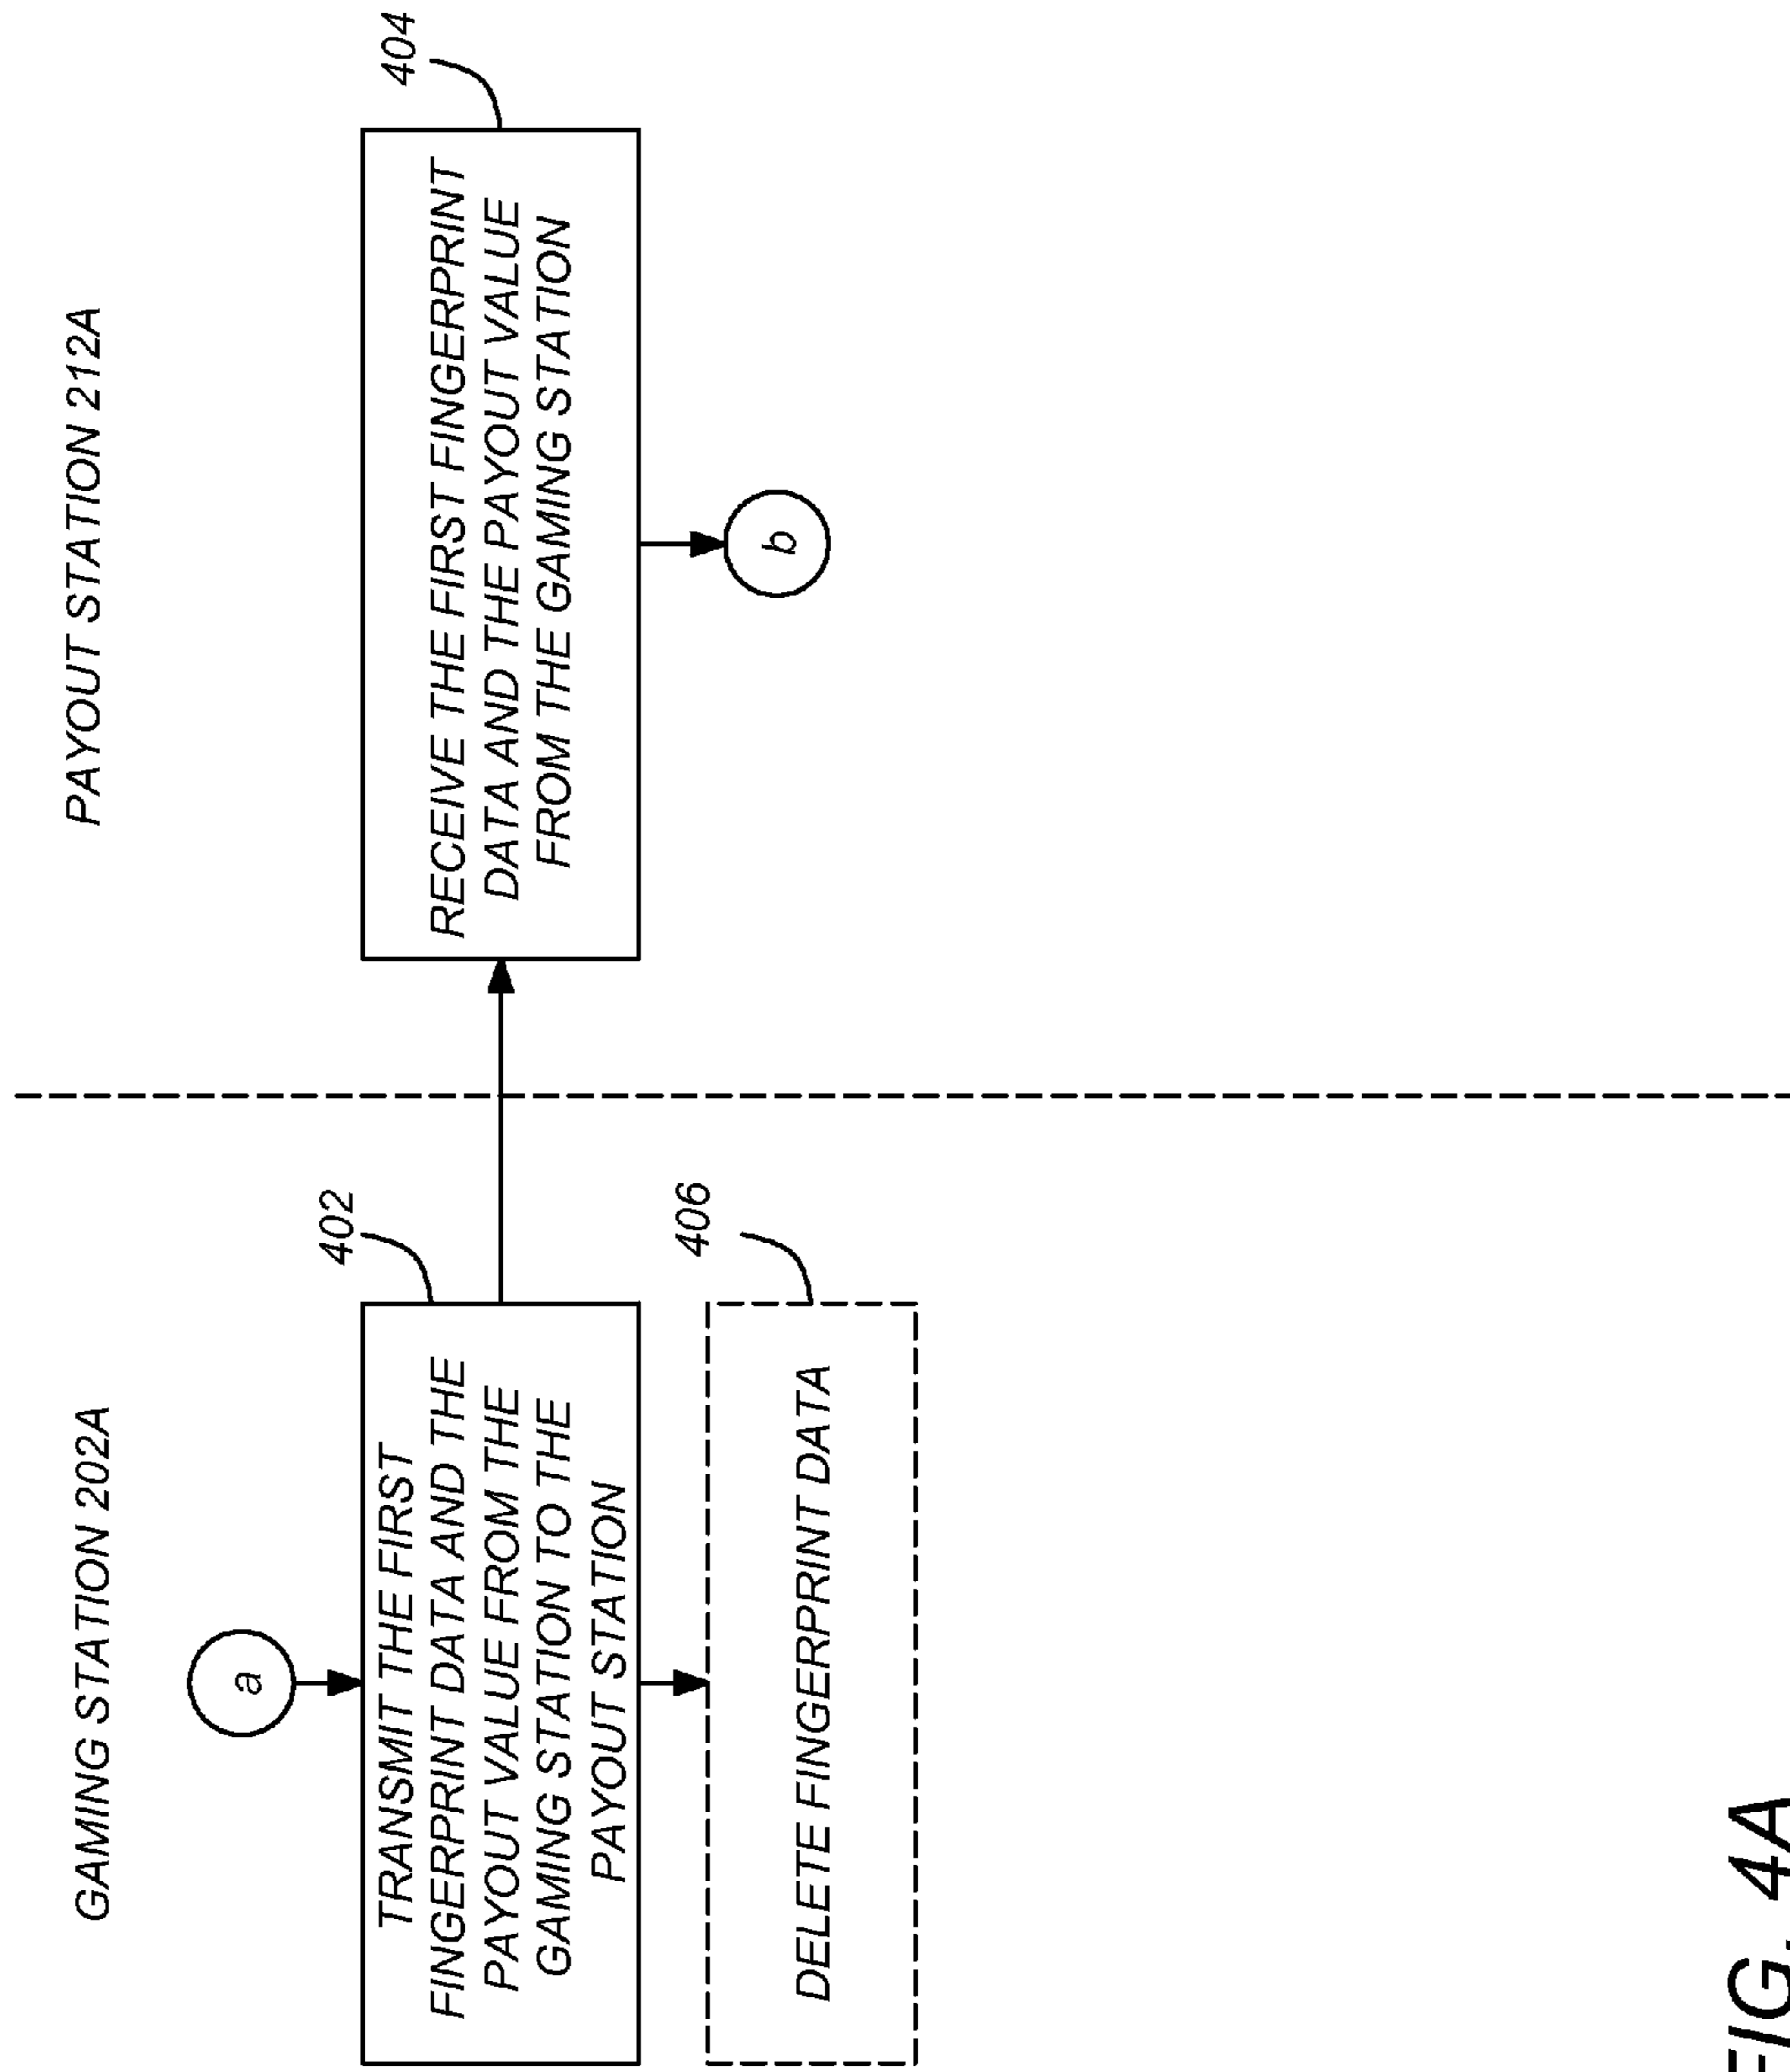 GAMING STATION 202A
PAYOUT STATION 212A
a
402
TRANSMIT THE FIRST
FINGERPRINT DATA AND THE
PAYOUT VALUE FROM THE
GAMING STATION TO THE
PAYOUT STATION
404
RECEIVE THE FIRST FINGERPRINT
DATA AND THE PAYOUT VALUE
FROM THE GAMING STATION
406
DELETE FINGERPRINT DATA
b
FIG. 4A